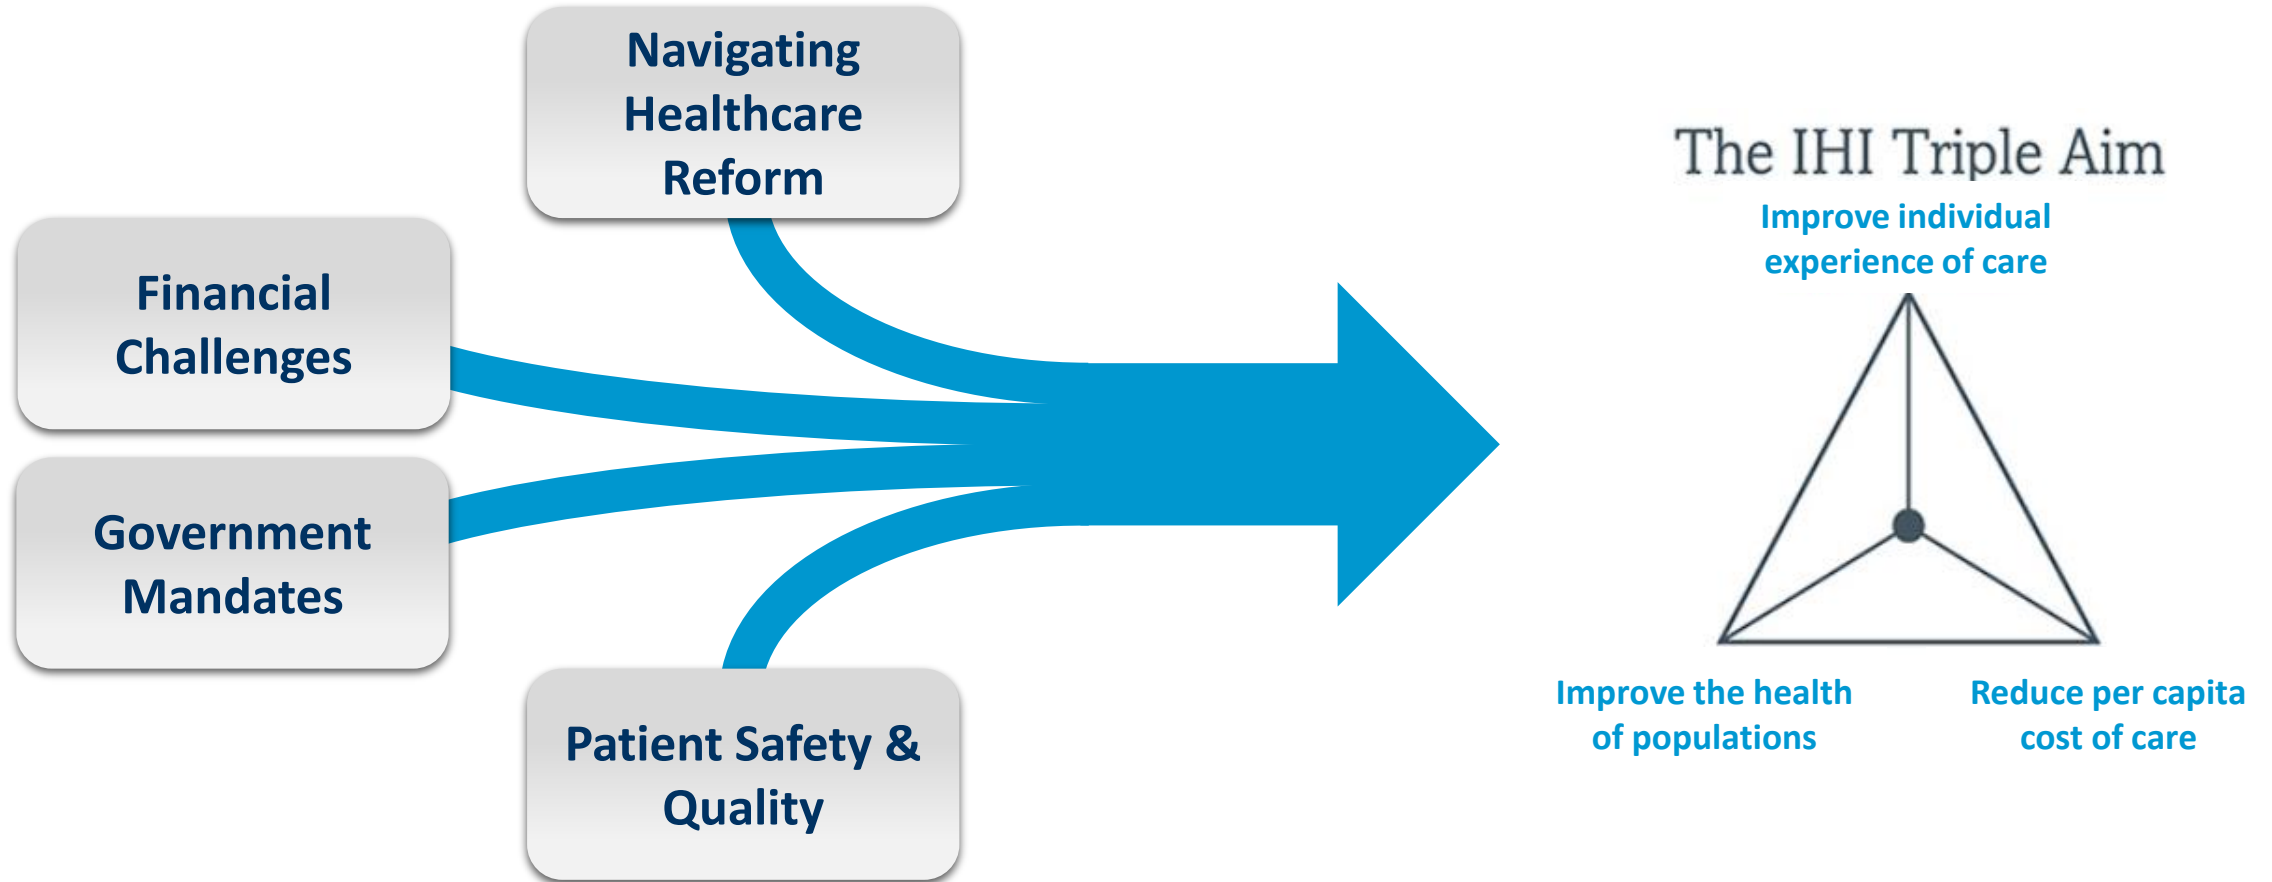 Navigating
Healthcare
Reform
Financial
Challenges
Government
Mandates
Patient Safety &
Quality
The IHI Triple Aim
Improve individual
experience of care
Improve the health
of populations
Reduce per capita
cost of care